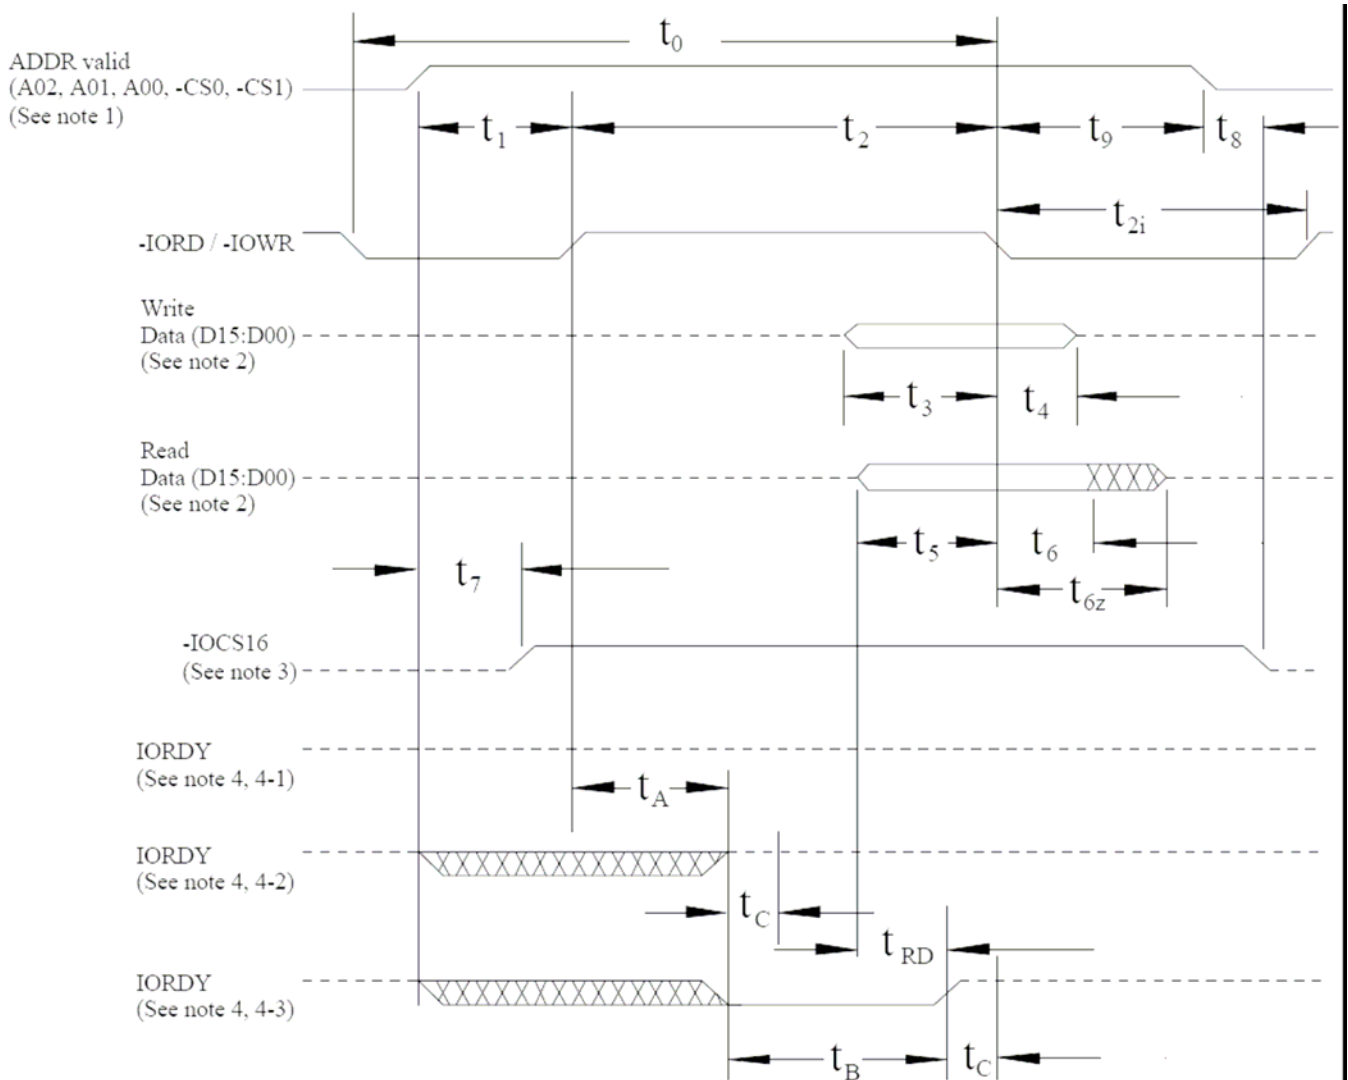 t0
ADDR valid
(A02, A01, A00, -CS0, -CS1)
(See note 1)
t1
t2
t9
t8
t2i
-IORD / -IOWR
Write
Data (D15:D00)
(See note 2)
t3
t4
Read
Data (D15:D00)
(See note 2)
t5
t6
t7
t6z
-IOCS16
(See note 3)
IORDY
(See note 4, 4-1)
tA
IORDY
(See note 4, 4-2)
tC
tRD
IORDY
(See note 4, 4-3)
tB
tC